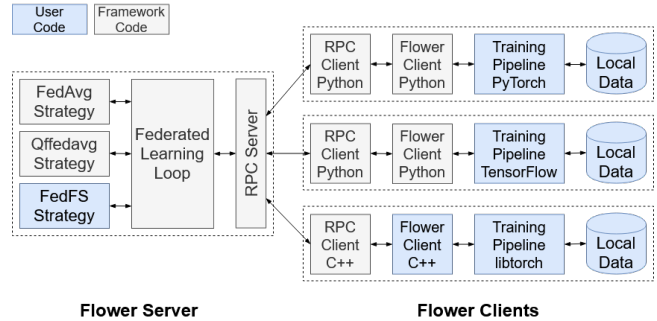 User
Code
Framework
Code
FedAvg
Strategy
Qffedavg
Strategy
FedFS
Strategy
Federated
Learning
Loop
RPC Server
RPC
Client
Python
Flower
Client
Python
Training
Pipeline
PyTorch
Local
Data
RPC
Client
Python
Flower
Client
Python
Training
Pipeline
TensorFlow
Local
Data
RPC
Client
C++
Flower
Client
C++
Training
Pipeline
libtorch
Local
Data
Flower Server
Flower Clients